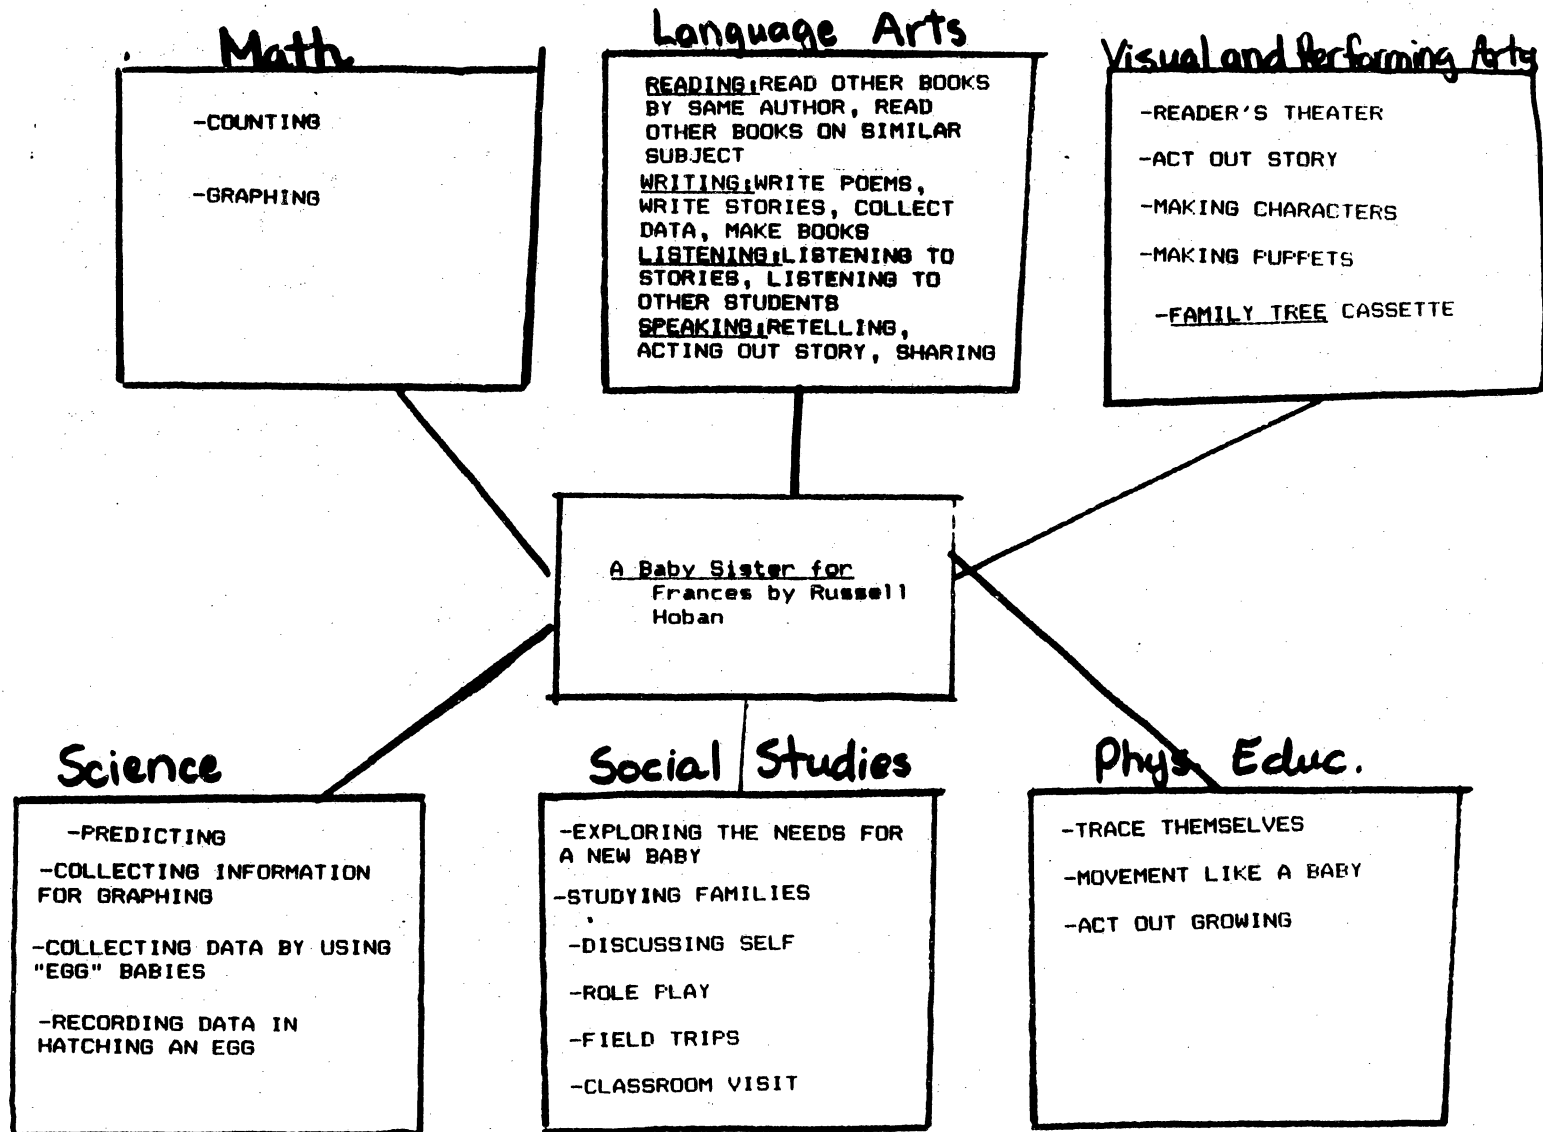 Math
-COUNTING
-GRAPHING
Language Arts
READING:READ OTHER BOOKS
BY SAME AUTHOR, READ
OTHER BOOKS ON SIMILAR
SUBJECT
WRITING:WRITE POEMS,
WRITE STORIES, COLLECT
DATA, MAKE BOOKS
LISTENING:LISTENING TO
STORIES, LISTENING TO
OTHER STUDENTS
SPEAKING:RETELLING,
ACTING OUT STORY, SHARING
Visual and Performing Arts
-READER'S THEATER
-ACT OUT STORY
-MAKING CHARACTERS
-MAKING PUPPETS
-FAMILY TREE CASSETTE
A Baby Sister for
Frances by Russell
Hoban
Science
-PREDICTING
-COLLECTING INFORMATION
FOR GRAPHING
-COLLECTING DATA BY USING
"EGG" BABIES
-RECORDING DATA IN
HATCHING AN EGG
Social Studies
-EXPLORING THE NEEDS FOR
A NEW BABY
-STUDYING FAMILIES
-DISCUSSING SELF
-ROLE PLAY
-FIELD TRIPS
-CLASSROOM VISIT
Phys. Educ.
-TRACE THEMSELVES
-MOVEMENT LIKE A BABY
-ACT OUT GROWING